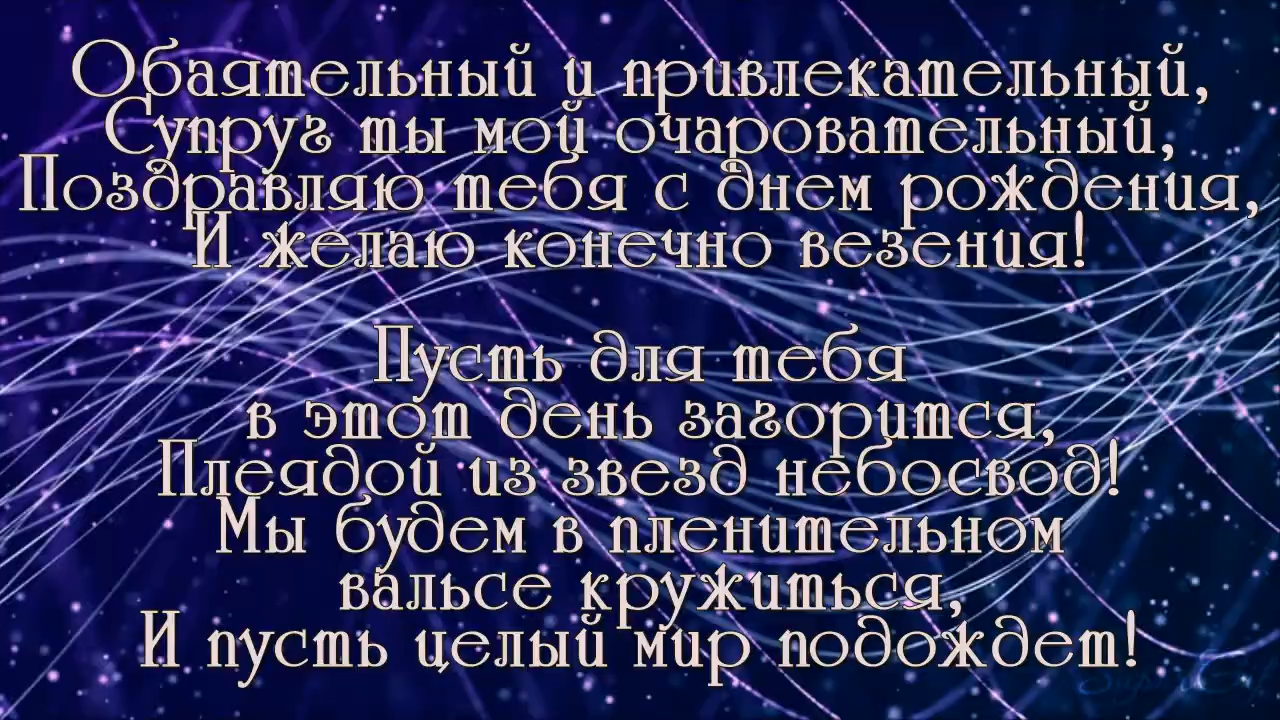 Обаятельный и привлекательный,
Супруг ты мой очаровательный,
Поздравляю тебя с днем рождения,
И желаю конечно везения!
Пусть для тебя
в этот день загорится,
Плеядой из звезд небосвод!
Мы будем в пленительном
вальсе кружиться,
И пусть целый мир подождет!